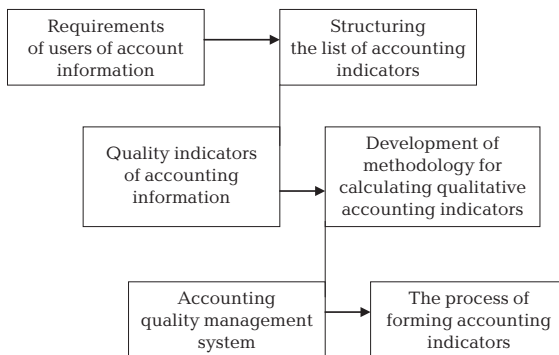 Requirements
of users of account
information
Structuring
the list of accounting
indicators
Quality indicators
of accounting
information
Development of
methodology for
calculating qualitative
accounting indicators
Accounting
quality management
system
The process of
forming accounting
indicators